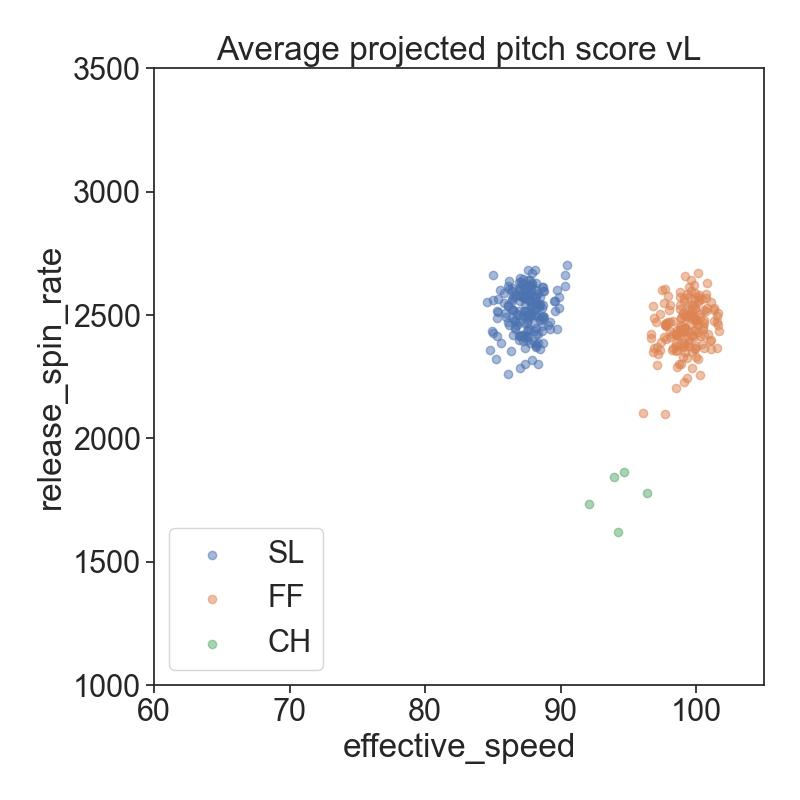 Average projected pitch score vL
3500
3000
2500
2000
1500
1000
release_spin_rate
SL
FF
CH
60
70
80
90
100
effective_speed